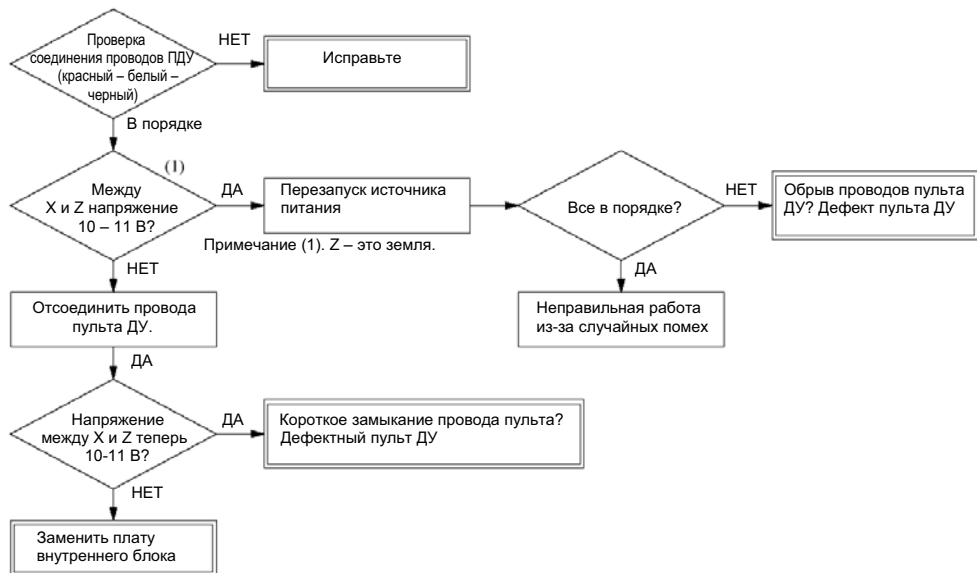 Проверка
соединения проводов ПДУ
(красный – белый –
черный)
НЕТ
Исправьте
В порядке
(1)
Между
X и Z напряжение
10 – 11 В?
ДА
Перезапуск источника
питания
Все в порядке?
НЕТ
Обрыв проводов пульта
ДУ? Дефект пульта ДУ
Примечание (1). Z – это земля.
НЕТ
ДА
Отсоединить провода
пульта ДУ.
Неправильная работа
из-за случайных помех
ДА
Напряжение
между X и Z теперь
10-11 В?
ДА
Короткое замыкание провода пульта?
Дефектный пульт ДУ
НЕТ
Заменить плату
внутреннего блока